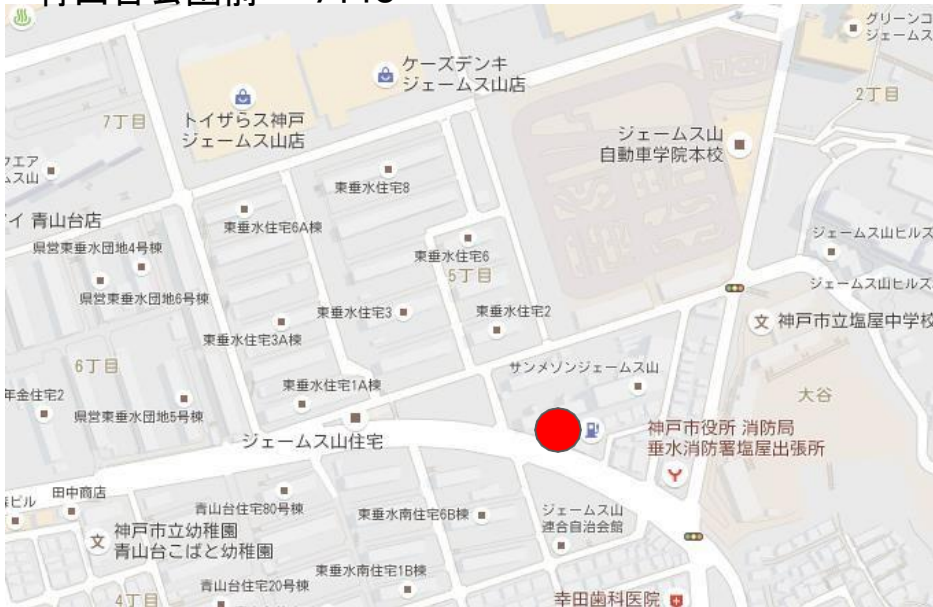 グリーンコ
ジェームス
ケーズデンキ
ジェームス山店
2丁目
7丁目
トイザらス神戸
ジェームス山店
ジェームス山
自動車学院本校
東垂水住宅8
イ 青山台店
東垂水住宅6A棟
県営東垂水団地4号棟
東垂水住宅6
5丁目
ジェームス山ヒルズ
ジェームス山ヒルズ
県営東垂水団地6号棟
東垂水住宅3
東垂水住宅2
文 神戸市立塩屋中学校
東垂水住宅3A棟
6丁目
サンメゾンジェームス山
東垂水住宅1A棟
年金住宅2
大谷
県営東垂水団地5号棟
ジェームス山住宅
神戸市役所 消防局
垂水消防署塩屋出張所
田中商店
ビル
青山台住宅80号棟
東垂水南住宅6B棟
ジェームス山
連合自治会館
文 神戸市立幼稚園
青山台こばと幼稚園
東垂水南住宅1B棟
青山台住宅20号棟
4丁目
幸田歯科医院